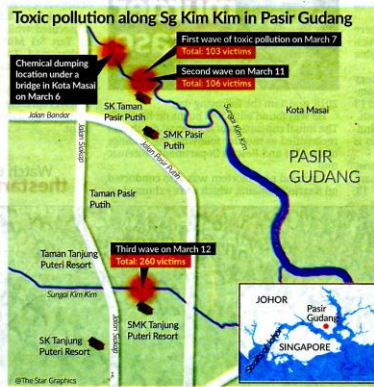 Toxic pollution along Sg Kim Kim in Pasir Gudang
First wave of toxic pollution on March 7
Total: 103 victims
Chemical dumping
location under a
bridge in Kota Masai
on March 6
Second wave on March 11
Total: 106 victims
SK Taman
Pasir Putih
Kota Masai
Sungai Kim Kim
Jalan Bandar
SMK Pasir
Putih
Jalan Suakap
Jalan Pasir Putih
PASIR
GUDANG
Taman Pasir
Putih
Third wave on March 12
Total: 260 victims
Taman Tanjung
Puteri Resort
Sungai Kim Kim
SMK Tanjung
Puteri Resort
Jalan Suakap
SK Tanjung
Puteri Resort
JOHOR
Pasir
Gudang
SINGAPORE
@The Star Graphics